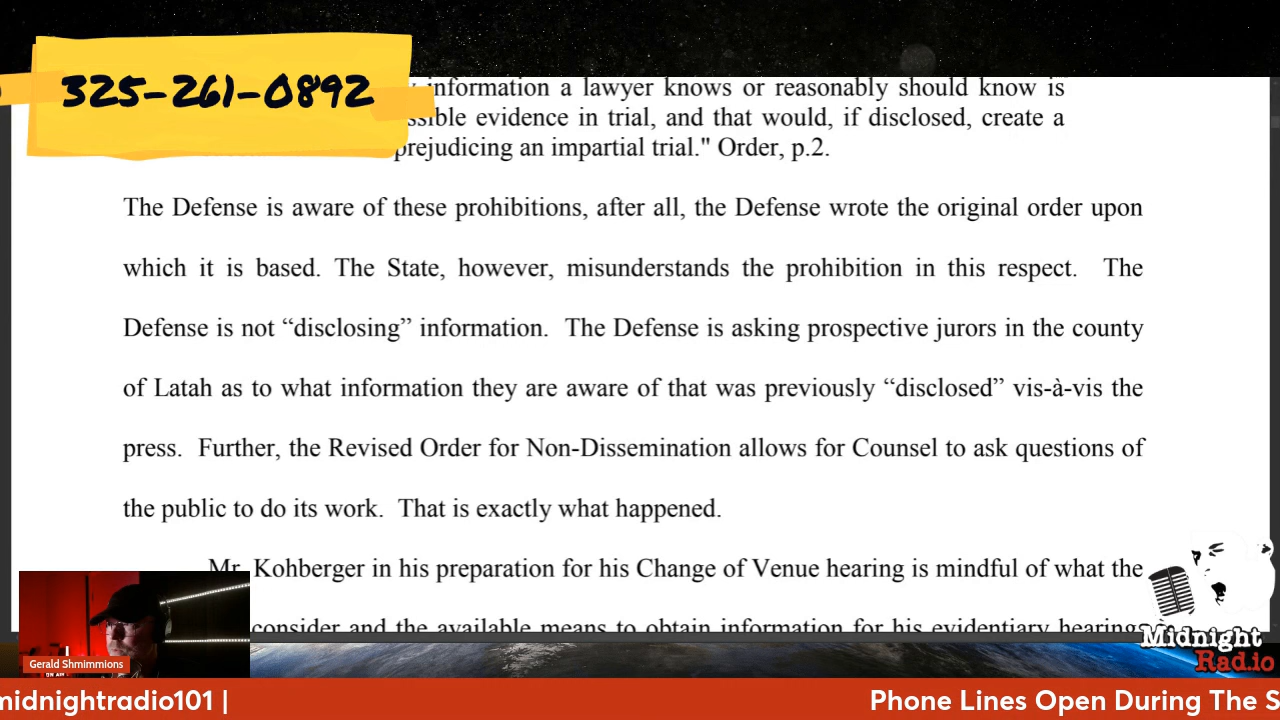 325-261-0892
information a lawyer knows or reasonably should know is
evidence in trial, and that would, if disclosed, create a
prejudicing an impartial trial." Order, p.2.
The Defense is aware of these prohibitions, after all, the Defense wrote the original order upon
which it is based. The State, however, misunderstands the prohibition in this respect. The
Defense is not “disclosing” information. The Defense is asking prospective jurors in the county
of Latah as to what information they are aware of that was previously “disclosed” vis-à-vis the
press. Further, the Revised Order for Non-Dissemination allows for Counsel to ask questions of
the public to do its work. That is exactly what happened.
Mr. Kohberger in his preparation for his Change of Venue hearing is mindful of what the
consider and the available means to obtain information for his evidentiary hearing
Gerald Shmimmions
ON AIR
Midnight
Rad.io
midnightradio101 |
Phone Lines Open During The S